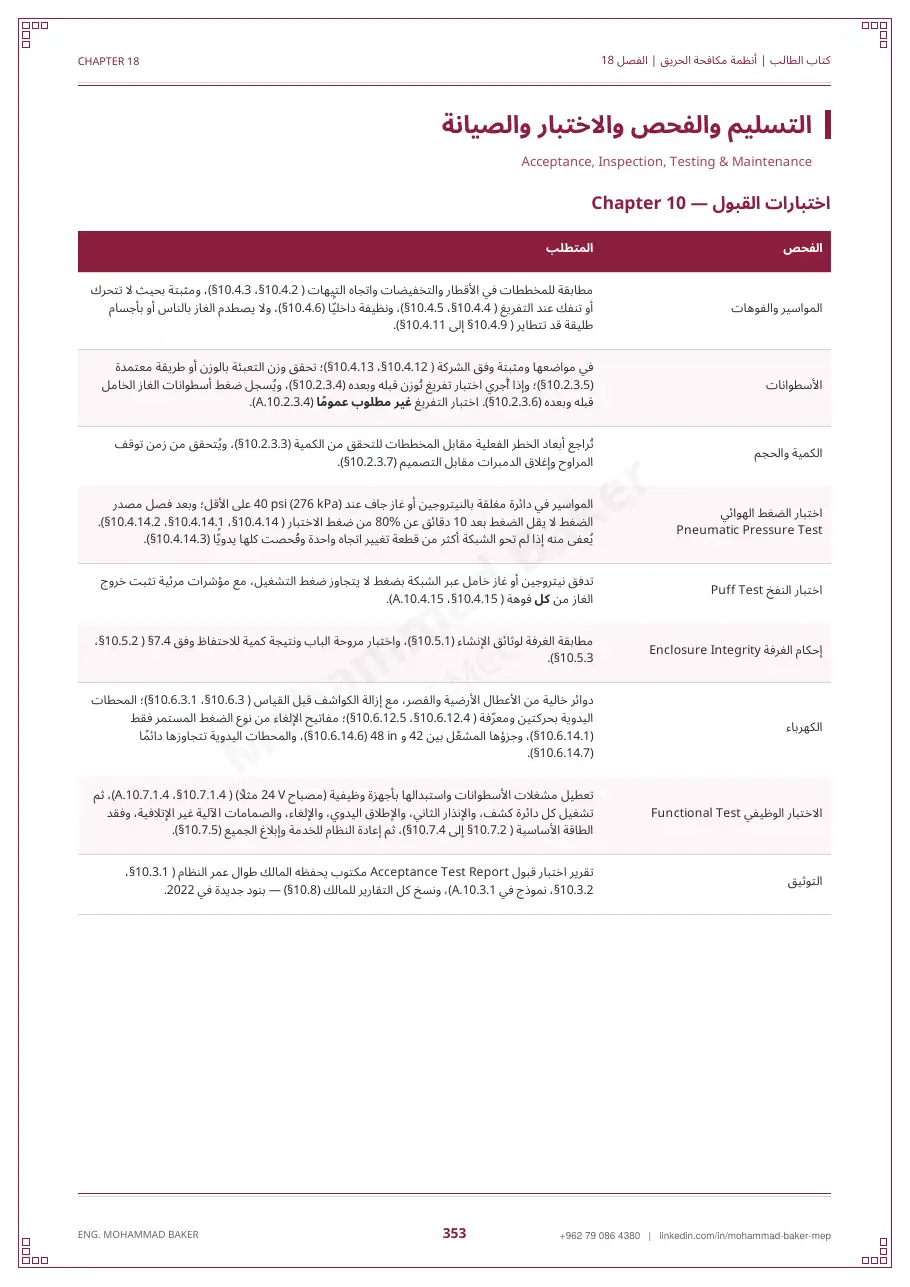 كتاب الطالب | أنظمة مكافحة الحريق | الفصل 18
CHAPTER 18
التسليم والفحص والاختبار والصيانة
Acceptance, Inspection, Testing & Maintenance
اختبارات القبول — Chapter 10
الفحص
المتطلب
المواسير والفوهات
مطابقة للمخططات في الأقطار والتخفيضات واتجاه التيهات ( §10.4.2، §10.4.3)، ومثبتة بحيث لا تتحرك
أو تنفك عند التفريغ ( §10.4.4، §10.4.5)، ونظيفة داخليًا (§10.4.6)، ولا يصطدم الغاز بالناس أو بأجسام
طليقة قد تتطاير ( §10.4.9 إلى §10.4.11).
الأسطوانات
في مواضعها ومثبتة وفق الشركة ( §10.4.12، §10.4.13)؛ تحقق وزن التعبئة بالوزن أو طريقة معتمدة
(§10.2.3.5)؛ وإذا أُجري اختبار تفريغ تُوزن قبله وبعده (§10.2.3.4)، ويُسجل ضغط أسطوانات الغاز الخامل
قبله وبعده (§10.2.3.6). اختبار التفريغ غير مطلوب عمومًا (A.10.2.3.4).
الكمية والحجم
تُراجع أبعاد الخطر الفعلية مقابل المخططات للتحقق من الكمية (§10.2.3.3)، ويُتحقق من زمن توقف
المراوح وإغلاق الدمبرات مقابل التصميم (§10.2.3.7).
اختبار الضغط الهوائي
Pneumatic Pressure Test
المواسير في دائرة مغلقة بالنيتروجين أو غاز جاف عند 40 psi (276 kPa) على الأقل؛ وبعد فصل مصدر
الضغط لا يقل الضغط بعد 10 دقائق عن 80% من ضغط الاختبار ( §10.4.14، §10.4.14.1، §10.4.14.2).
يُعفى منه إذا لم تحو الشبكة أكثر من قطعة تغيير اتجاه واحدة وفُحصت كلها يدويًا (§10.4.14.3).
اختبار النفخ Puff Test
تدفق نيتروجين أو غاز خامل عبر الشبكة بضغط لا يتجاوز ضغط التشغيل، مع مؤشرات مرئية تثبت خروج
الغاز من كل فوهة ( §10.4.15، A.10.4.15).
إحكام الغرفة Enclosure Integrity
مطابقة الغرفة لوثائق الإنشاء (§10.5.1)، واختبار مروحة الباب ونتيجة كمية للاحتفاظ وفق §7.4 ( §10.5.2،
§10.5.3).
الكهرباء
دوائر خالية من الأعطال الأرضية والقصر، مع إزالة الكواشف قبل القياس ( §10.6.3، §10.6.3.1)؛ المحطات
اليدوية بحركتين ومعرّفة ( §10.6.12.4، §10.6.12.5)؛ مفاتيح الإلغاء من نوع الضغط المستمر فقط
(§10.6.14.1)، وجزؤها المشغّل بين 42 و 48 in (§10.6.14.6)، والمحطات اليدوية تتجاوزها دائمًا
(§10.6.14.7).
الاختبار الوظيفي Functional Test
تعطيل مشغلات الأسطوانات واستبدالها بأجهزة وظيفية (مصباح 24 V مثلًا) ( §10.7.1.4، A.10.7.1.4)، ثم
تشغيل كل دائرة كشف، والإنذار الثاني، والإطلاق اليدوي، والإلغاء، والصمامات الآلية غير الإتلافية، وفقد
الطاقة الأساسية ( §10.7.2 إلى §10.7.4)، ثم إعادة النظام للخدمة وإبلاغ الجميع (§10.7.5).
التوثيق
تقرير اختبار قبول Acceptance Test Report مكتوب يحفظه المالك طوال عمر النظام ( §10.3.1،
§10.3.2، نموذج في A.10.3.1)، ونسخ كل التقارير للمالك (§10.8) — بنود جديدة في 2022.
Mohammad Baker
ENG. MOHAMMAD BAKER
353
+962 79 086 4380 | linkedin.com/in/mohammad-baker-mep